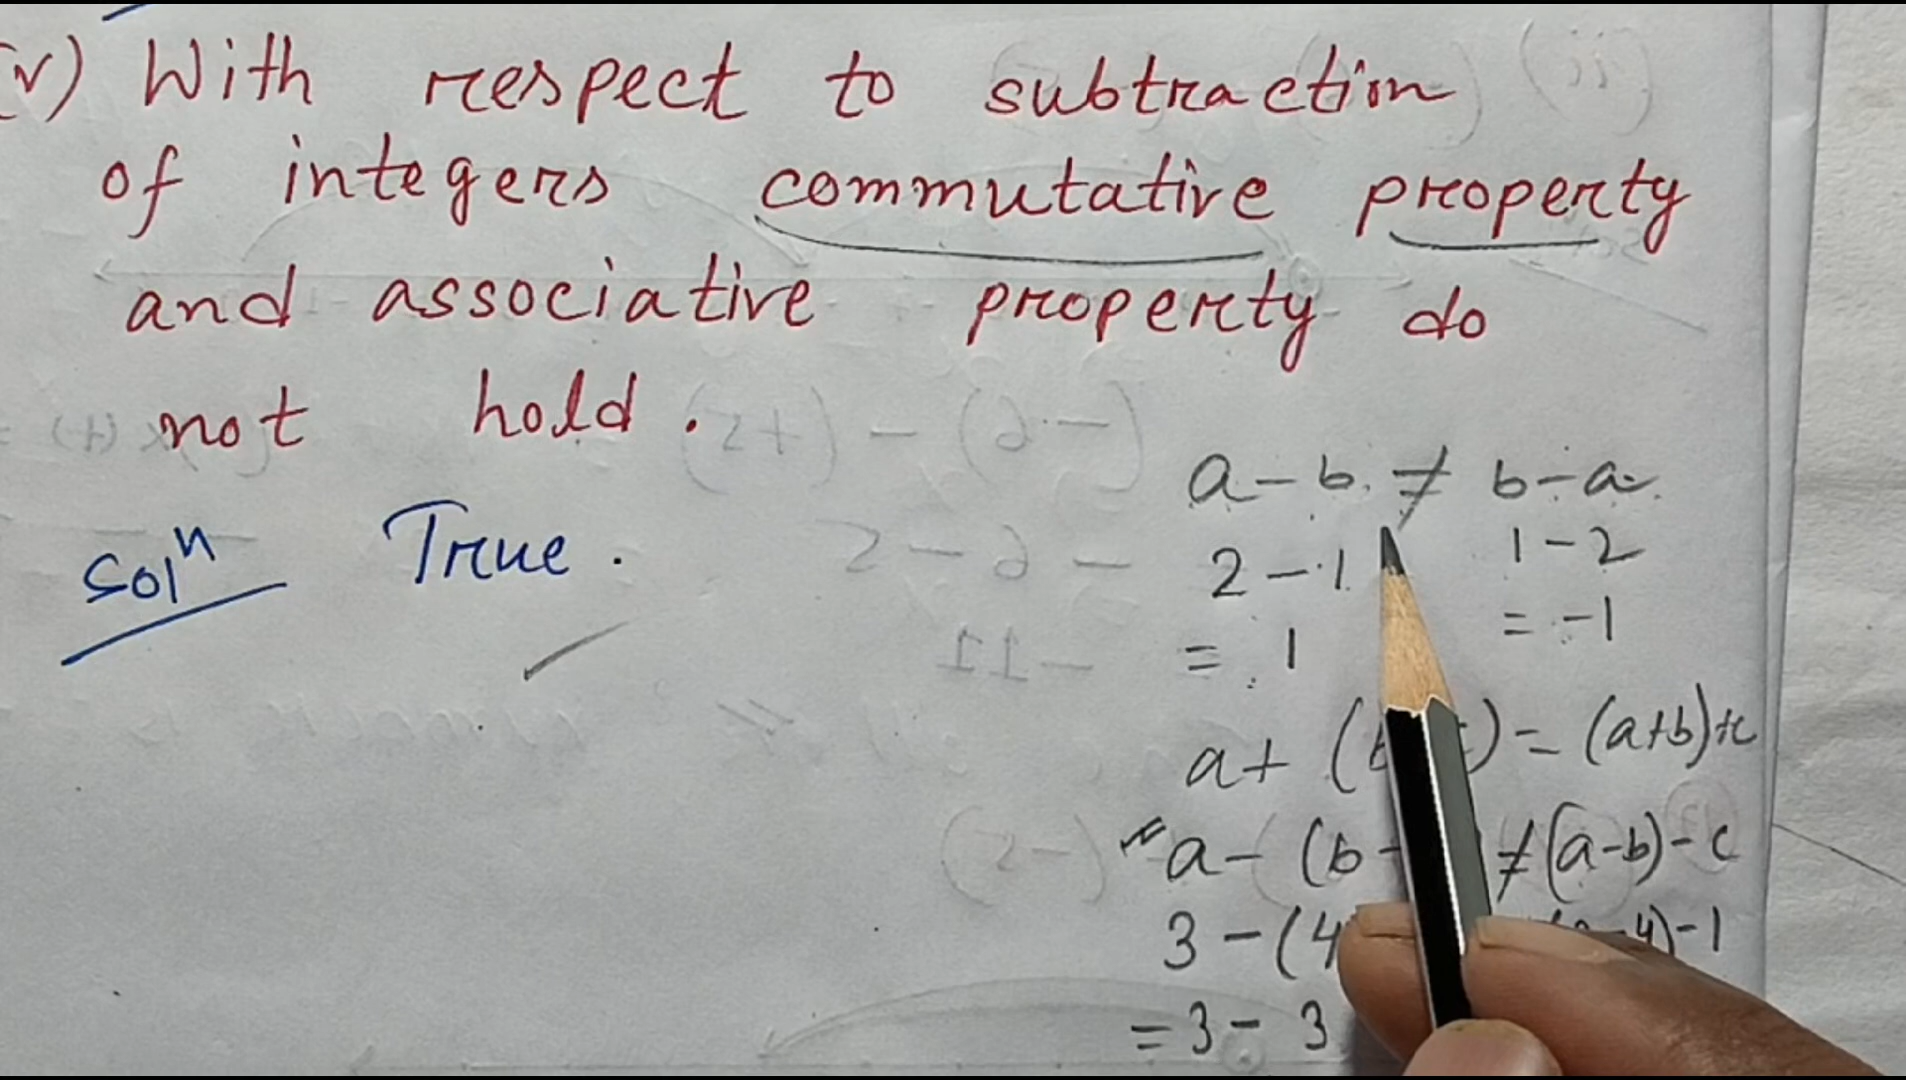 (v) With respect to subtraction
of integers commutative property
and associative property do
not hold.
Solⁿ True.
a - b ≠ b - a
2 - 1 1 - 2
= 1 = -1
a + ( ) = (a+b)+c
a - (b - ≠ (a-b) - c
3 - (4 -4) - 1
= 3 - 3